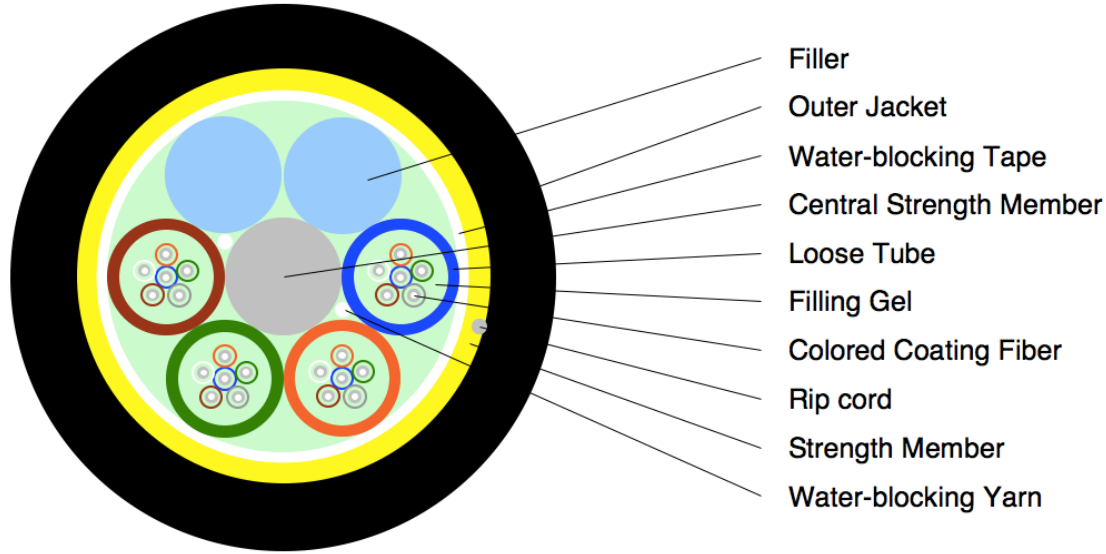 Filler
Outer Jacket
Water-blocking Tape
Central Strength Member
Loose Tube
Filling Gel
Colored Coating Fiber
Rip cord
Strength Member
Water-blocking Yarn